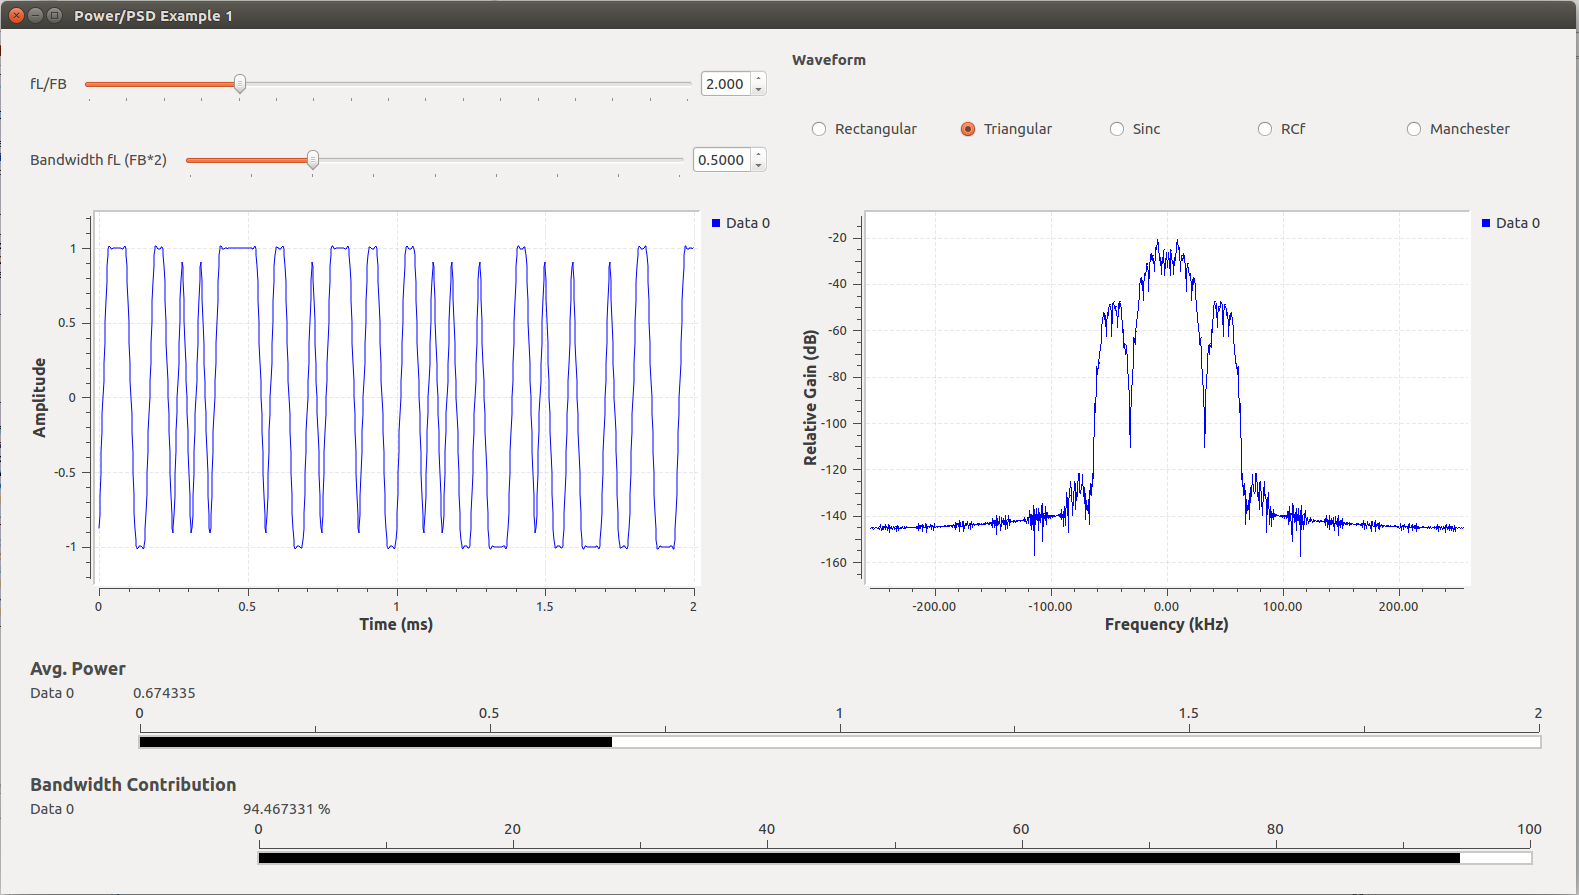 Power/PSD Example 1
fL/FB
2.000
Bandwidth fL (FB*2)
0.5000
Waveform
Rectangular Triangular Sinc RCf Manchester
Data 0
1
0.5
0
-0.5
-1
Amplitude
0 0.5 1 1.5 2
Time (ms)
Data 0
-20
-40
-60
-80
-100
-120
-140
-160
Relative Gain (dB)
-200.00 -100.00 0.00 100.00 200.00
Frequency (kHz)
Avg. Power
Data 0 0.674335
0 0.5 1 1.5 2
Bandwidth Contribution
Data 0 94.467331 %
0 20 40 60 80 100